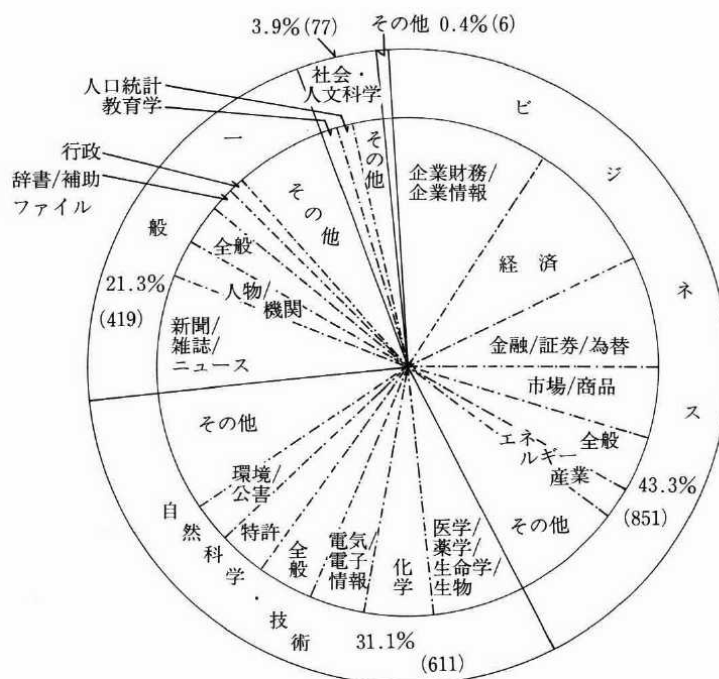 3.9%(77)
その他 0.4%(6)
社会・
人文科学
人口統計
教育学
その他
行政
辞書/補助
ファイル
一般
21.3%
(419)
その他
全般
人物/
機関
新聞/
雑誌/
ニュース
ビジネス
43.3%
(851)
企業財務/
企業情報
経済
金融/証券/為替
市場/商品
全般
エネ
ルギー
産業
その他
自然科学・技術
31.1%
(611)
医学/
薬学/
生命学/
生物
化学
電気/
電子
情報
全般
特許
環境/
公害
その他